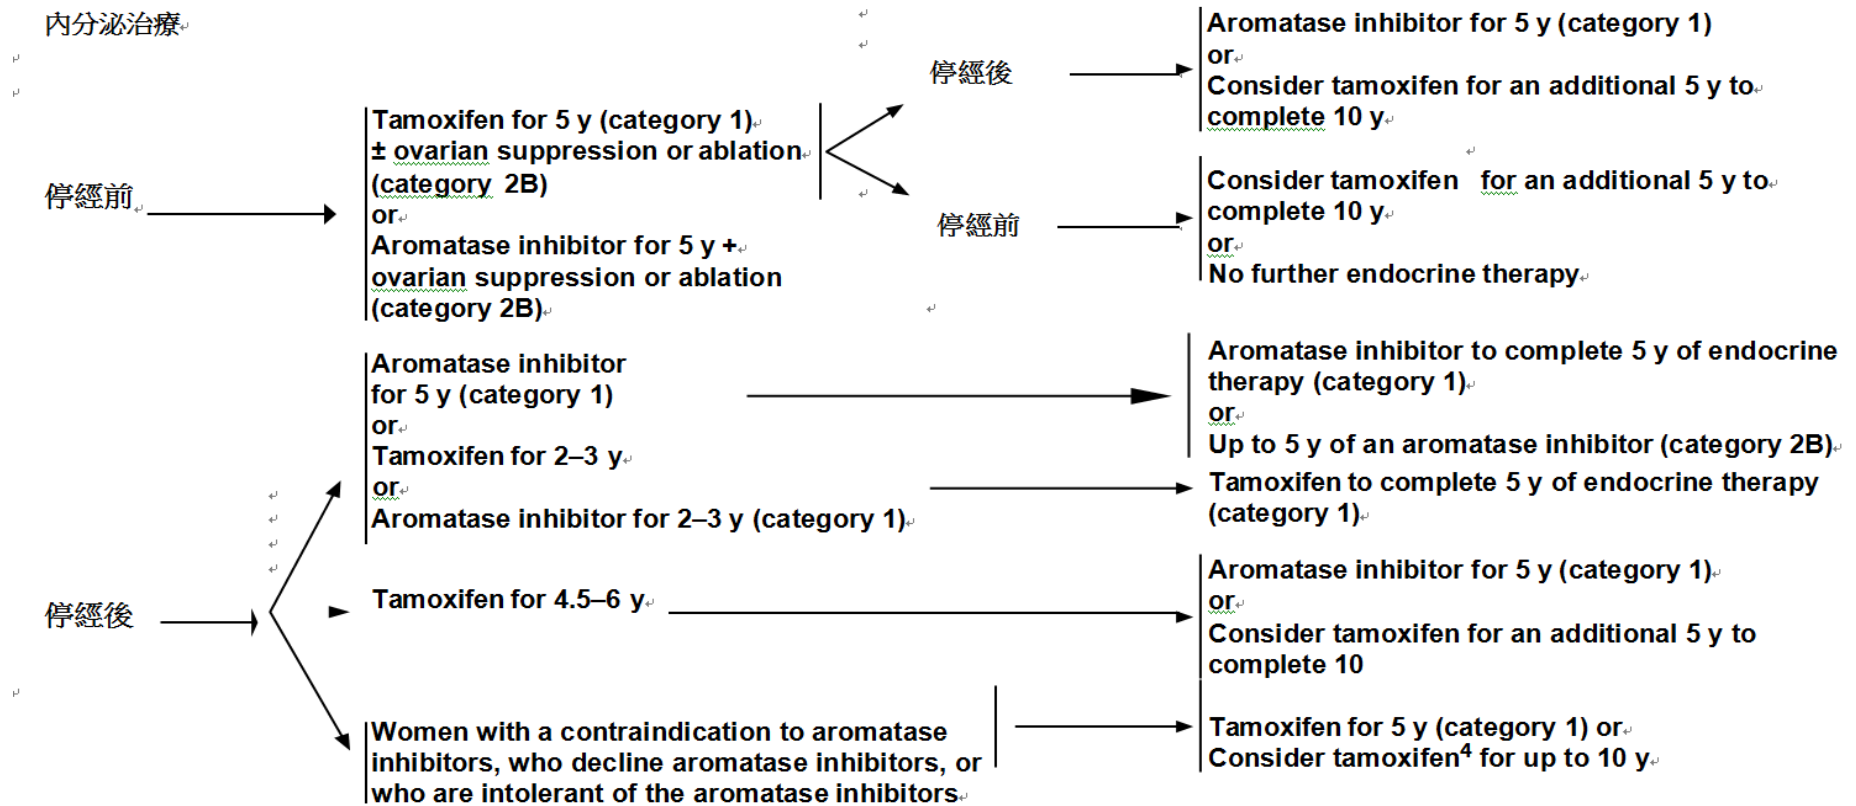 內分泌治療
停經前
Tamoxifen for 5 y (category 1)
± ovarian suppression or ablation
(category 2B)
or
Aromatase inhibitor for 5 y +
ovarian suppression or ablation
(category 2B)
停經後
Aromatase inhibitor for 5 y (category 1)
or
Consider tamoxifen for an additional 5 y to
complete 10 y
停經前
Consider tamoxifen for an additional 5 y to
complete 10 y
or
No further endocrine therapy
停經後
Aromatase inhibitor
for 5 y (category 1)
or
Tamoxifen for 2–3 y
or
Aromatase inhibitor for 2–3 y (category 1)
Aromatase inhibitor to complete 5 y of endocrine
therapy (category 1)
or
Up to 5 y of an aromatase inhibitor (category 2B)
Tamoxifen to complete 5 y of endocrine therapy
(category 1)
Tamoxifen for 4.5–6 y
Aromatase inhibitor for 5 y (category 1)
or
Consider tamoxifen for an additional 5 y to
complete 10
Women with a contraindication to aromatase
inhibitors, who decline aromatase inhibitors, or
who are intolerant of the aromatase inhibitors
Tamoxifen for 5 y (category 1) or
Consider tamoxifen⁴ for up to 10 y